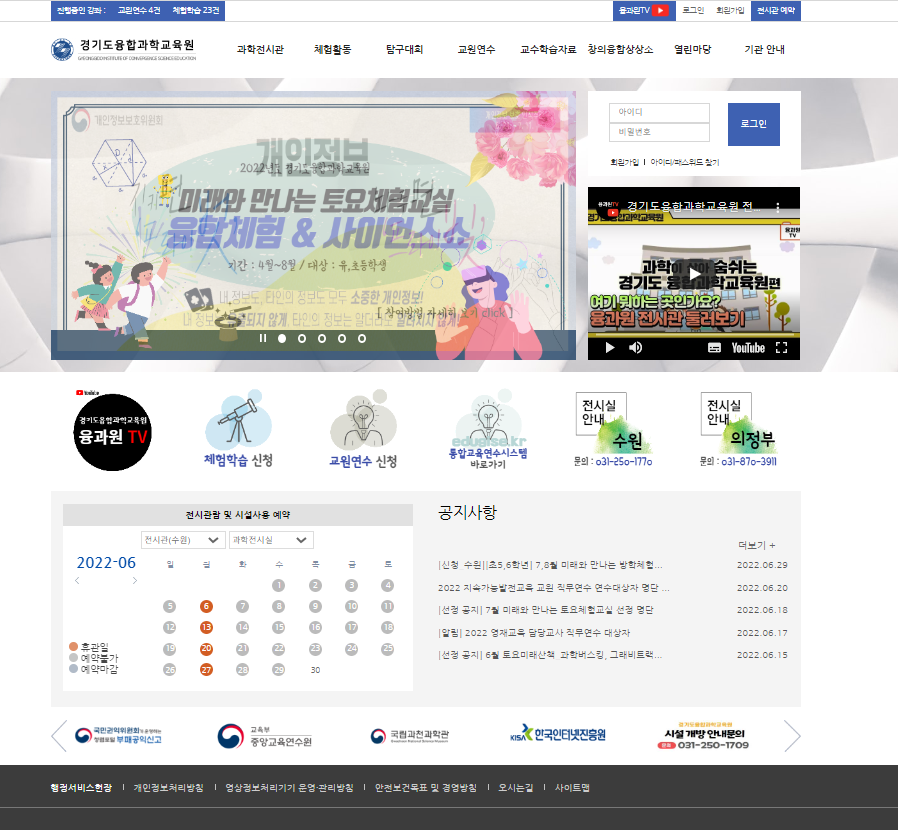 진행중인 강좌 : 교원연수 4건 체험학습 23건
융과원TV 로그인 회원가입 전시관 예약
경기도융합과학교육원
GYEONGGIDO INSTITUTE OF CONVERGENCE SCIENCE EDUCATION
과학전시관 체험활동 탐구대회 교원연수 교수학습자료 창의융합상상소 열린마당 기관 안내
개인정보보호위원회
개인정보
2022년도 경기도융합과학교육원
미래와 만나는 토요체험교실
융합체험 & 사이언스쇼
기간 : 4월~8월 / 대상 : 유,초등학생
내 정보도, 타인의 정보도 모두 소중한 개인정보!
[ 참여방법 자세히 보기 click ]
아이디
비밀번호
로그인
회원가입 | 아이디/패스워드 찾기
경기도융합과학교육원 전...
융과원 TV
과학이 살아 숨쉬는
경기도 융합과학교육원편
여기 뭐하는 곳인가요?
융과원 전시관 둘러보기
YouTube
YouTube
경기도융합과학교육원
융과원 TV
체험학습 신청
교원연수 신청
통합교육연수시스템
바로가기
전시실
안내
수원
문의 : 031-250-1770
전시실
안내
의정부
문의 : 031-870-3911
전시관람 및 시설사용 예약
전시관(수원) 과학전시실
2022-06
일 월 화 수 목 금 토
1 2 3 4
5 6 7 8 9 10 11
12 13 14 15 16 17 18
19 20 21 22 23 24 25
26 27 28 29 30
휴관일
예약불가
예약마감
공지사항
더보기 +
[신청_수원][초5,6학년] 7,8월 미래와 만나는 방학체험... 2022.06.29
2022 지속가능발전교육 교원 직무연수 연수대상자 명단 ... 2022.06.20
[선정 공지] 7월 미래와 만나는 토요체험교실 선정 명단 2022.06.18
[알림] 2022 영재교육 담당교사 직무연수 대상자 2022.06.17
[선정 공지] 6월 토요미래산책_과학버스킹, 그래비트랙... 2022.06.15
국민권익위원회가 운영하는
청렴포털 부패공익신고
교육부
중앙교육연수원
국립과천과학관
KISA 한국인터넷진흥원
경기도융합과학교육원
시설 개방 안내문의
문의 031-250-1709
행정서비스헌장 | 개인정보처리방침 | 영상정보처리기기 운영·관리방침 | 안전보건목표 및 경영방침 | 오시는길 | 사이트맵